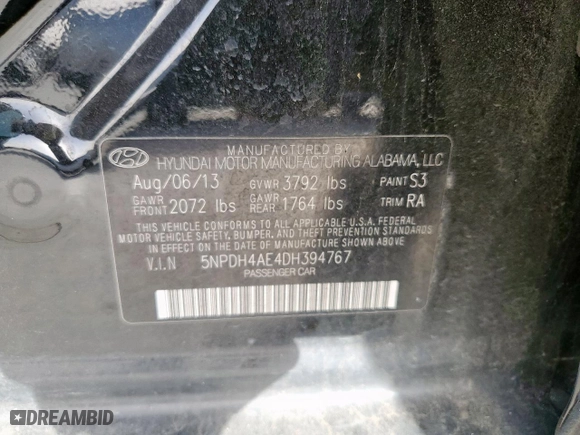 MANUFACTURED BY
HYUNDAI MOTOR MANUFACTURING ALABAMA, LLC
Aug/06/13 GVWR 3792 lbs PAINT S3
GAWR FRONT 2072 lbs GAWR REAR 1764 lbs TRIM RA
THIS VEHICLE CONFORMS TO ALL APPLICABLE U.S.A. FEDERAL
MOTOR VEHICLE SAFETY, BUMPER, AND THEFT PREVENTION STANDARDS
IN EFFECT ON THE DATE OF MANUFACTURE SHOWN ABOVE.
V.I.N 5NPDH4AE4DH394767
PASSENGER CAR
DREAMBID